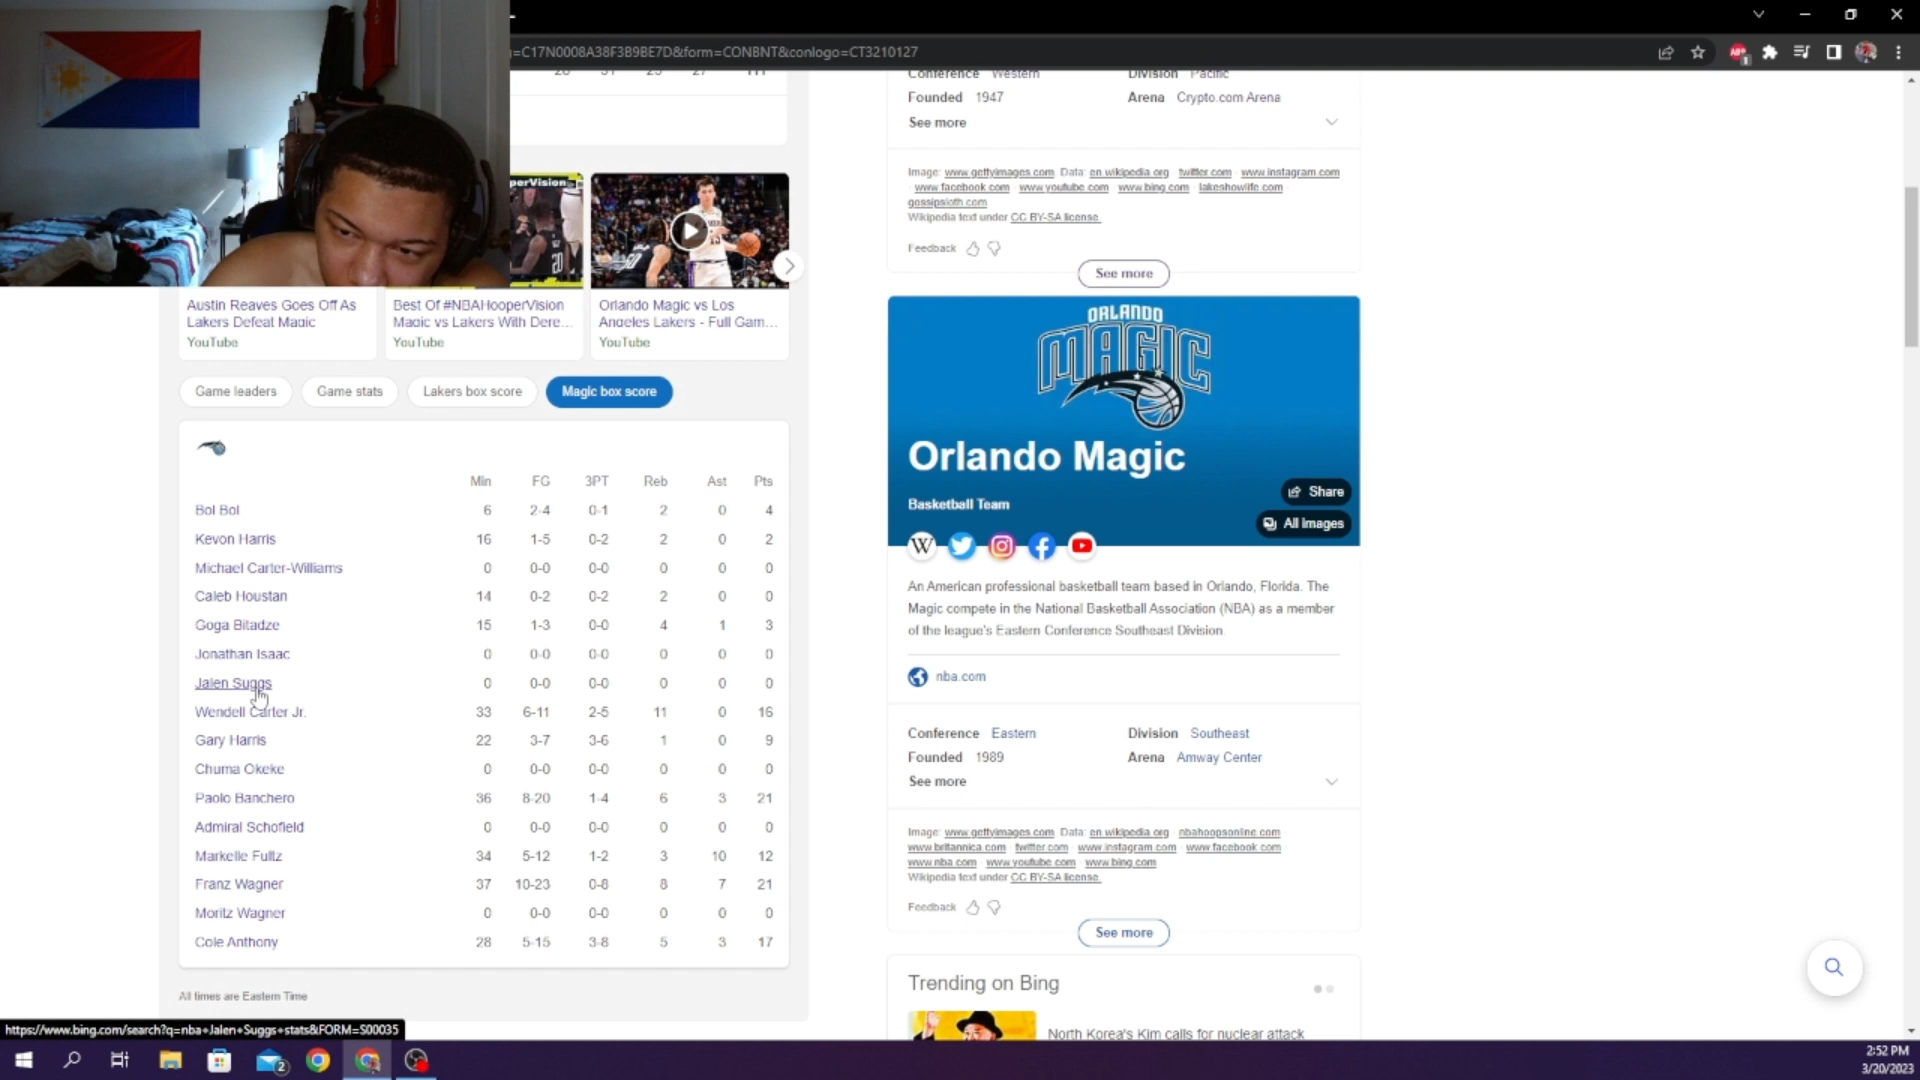 =C17N0008A38F3B9BE7D&form=CONBNT&conlogo=CT3210127
Conference Western Division Pacific
Founded 1947 Arena Crypto.com Arena
See more
Image: www.gettyimages.com Data: en.wikipedia.org twitter.com www.instagram.com
www.facebook.com www.youtube.com www.bing.com lakeshowlife.com
gossipsloth.com
Wikipedia text under CC BY-SA license.
Feedback
See more
perVision
Austin Reaves Goes Off As
Lakers Defeat Magic
YouTube
Best Of #NBAHooperVision
Magic vs Lakers With Dere...
YouTube
Orlando Magic vs Los
Angeles Lakers - Full Gam...
YouTube
Game leaders Game stats Lakers box score Magic box score
Min FG 3PT Reb Ast Pts
Bol Bol 6 2-4 0-1 2 0 4
Kevon Harris 16 1-5 0-2 2 0 2
Michael Carter-Williams 0 0-0 0-0 0 0 0
Caleb Houstan 14 0-2 0-2 2 0 0
Goga Bitadze 15 1-3 0-0 4 1 3
Jonathan Isaac 0 0-0 0-0 0 0 0
Jalen Suggs 0 0-0 0-0 0 0 0
Wendell Carter Jr. 33 6-11 2-5 11 0 16
Gary Harris 22 3-7 3-6 1 0 9
Chuma Okeke 0 0-0 0-0 0 0 0
Paolo Banchero 36 8-20 1-4 6 3 21
Admiral Schofield 0 0-0 0-0 0 0 0
Markelle Fultz 34 5-12 1-2 3 10 12
Franz Wagner 37 10-23 0-8 8 7 21
Moritz Wagner 0 0-0 0-0 0 0 0
Cole Anthony 28 5-15 3-8 5 3 17
All times are Eastern Time
ORLANDO
MAGIC
Orlando Magic
Basketball Team
Share
All images
An American professional basketball team based in Orlando, Florida. The
Magic compete in the National Basketball Association (NBA) as a member
of the league's Eastern Conference Southeast Division.
nba.com
Conference Eastern Division Southeast
Founded 1989 Arena Amway Center
See more
Image: www.gettyimages.com Data: en.wikipedia.org nbahoopsonline.com
www.britannica.com twitter.com www.instagram.com www.facebook.com
www.nba.com www.youtube.com www.bing.com
Wikipedia text under CC BY-SA license.
Feedback
See more
Trending on Bing
North Korea's Kim calls for nuclear attack
https://www.bing.com/search?q=nba+Jalen+Suggs+stats&FORM=S00035
2:52 PM
3/20/2023